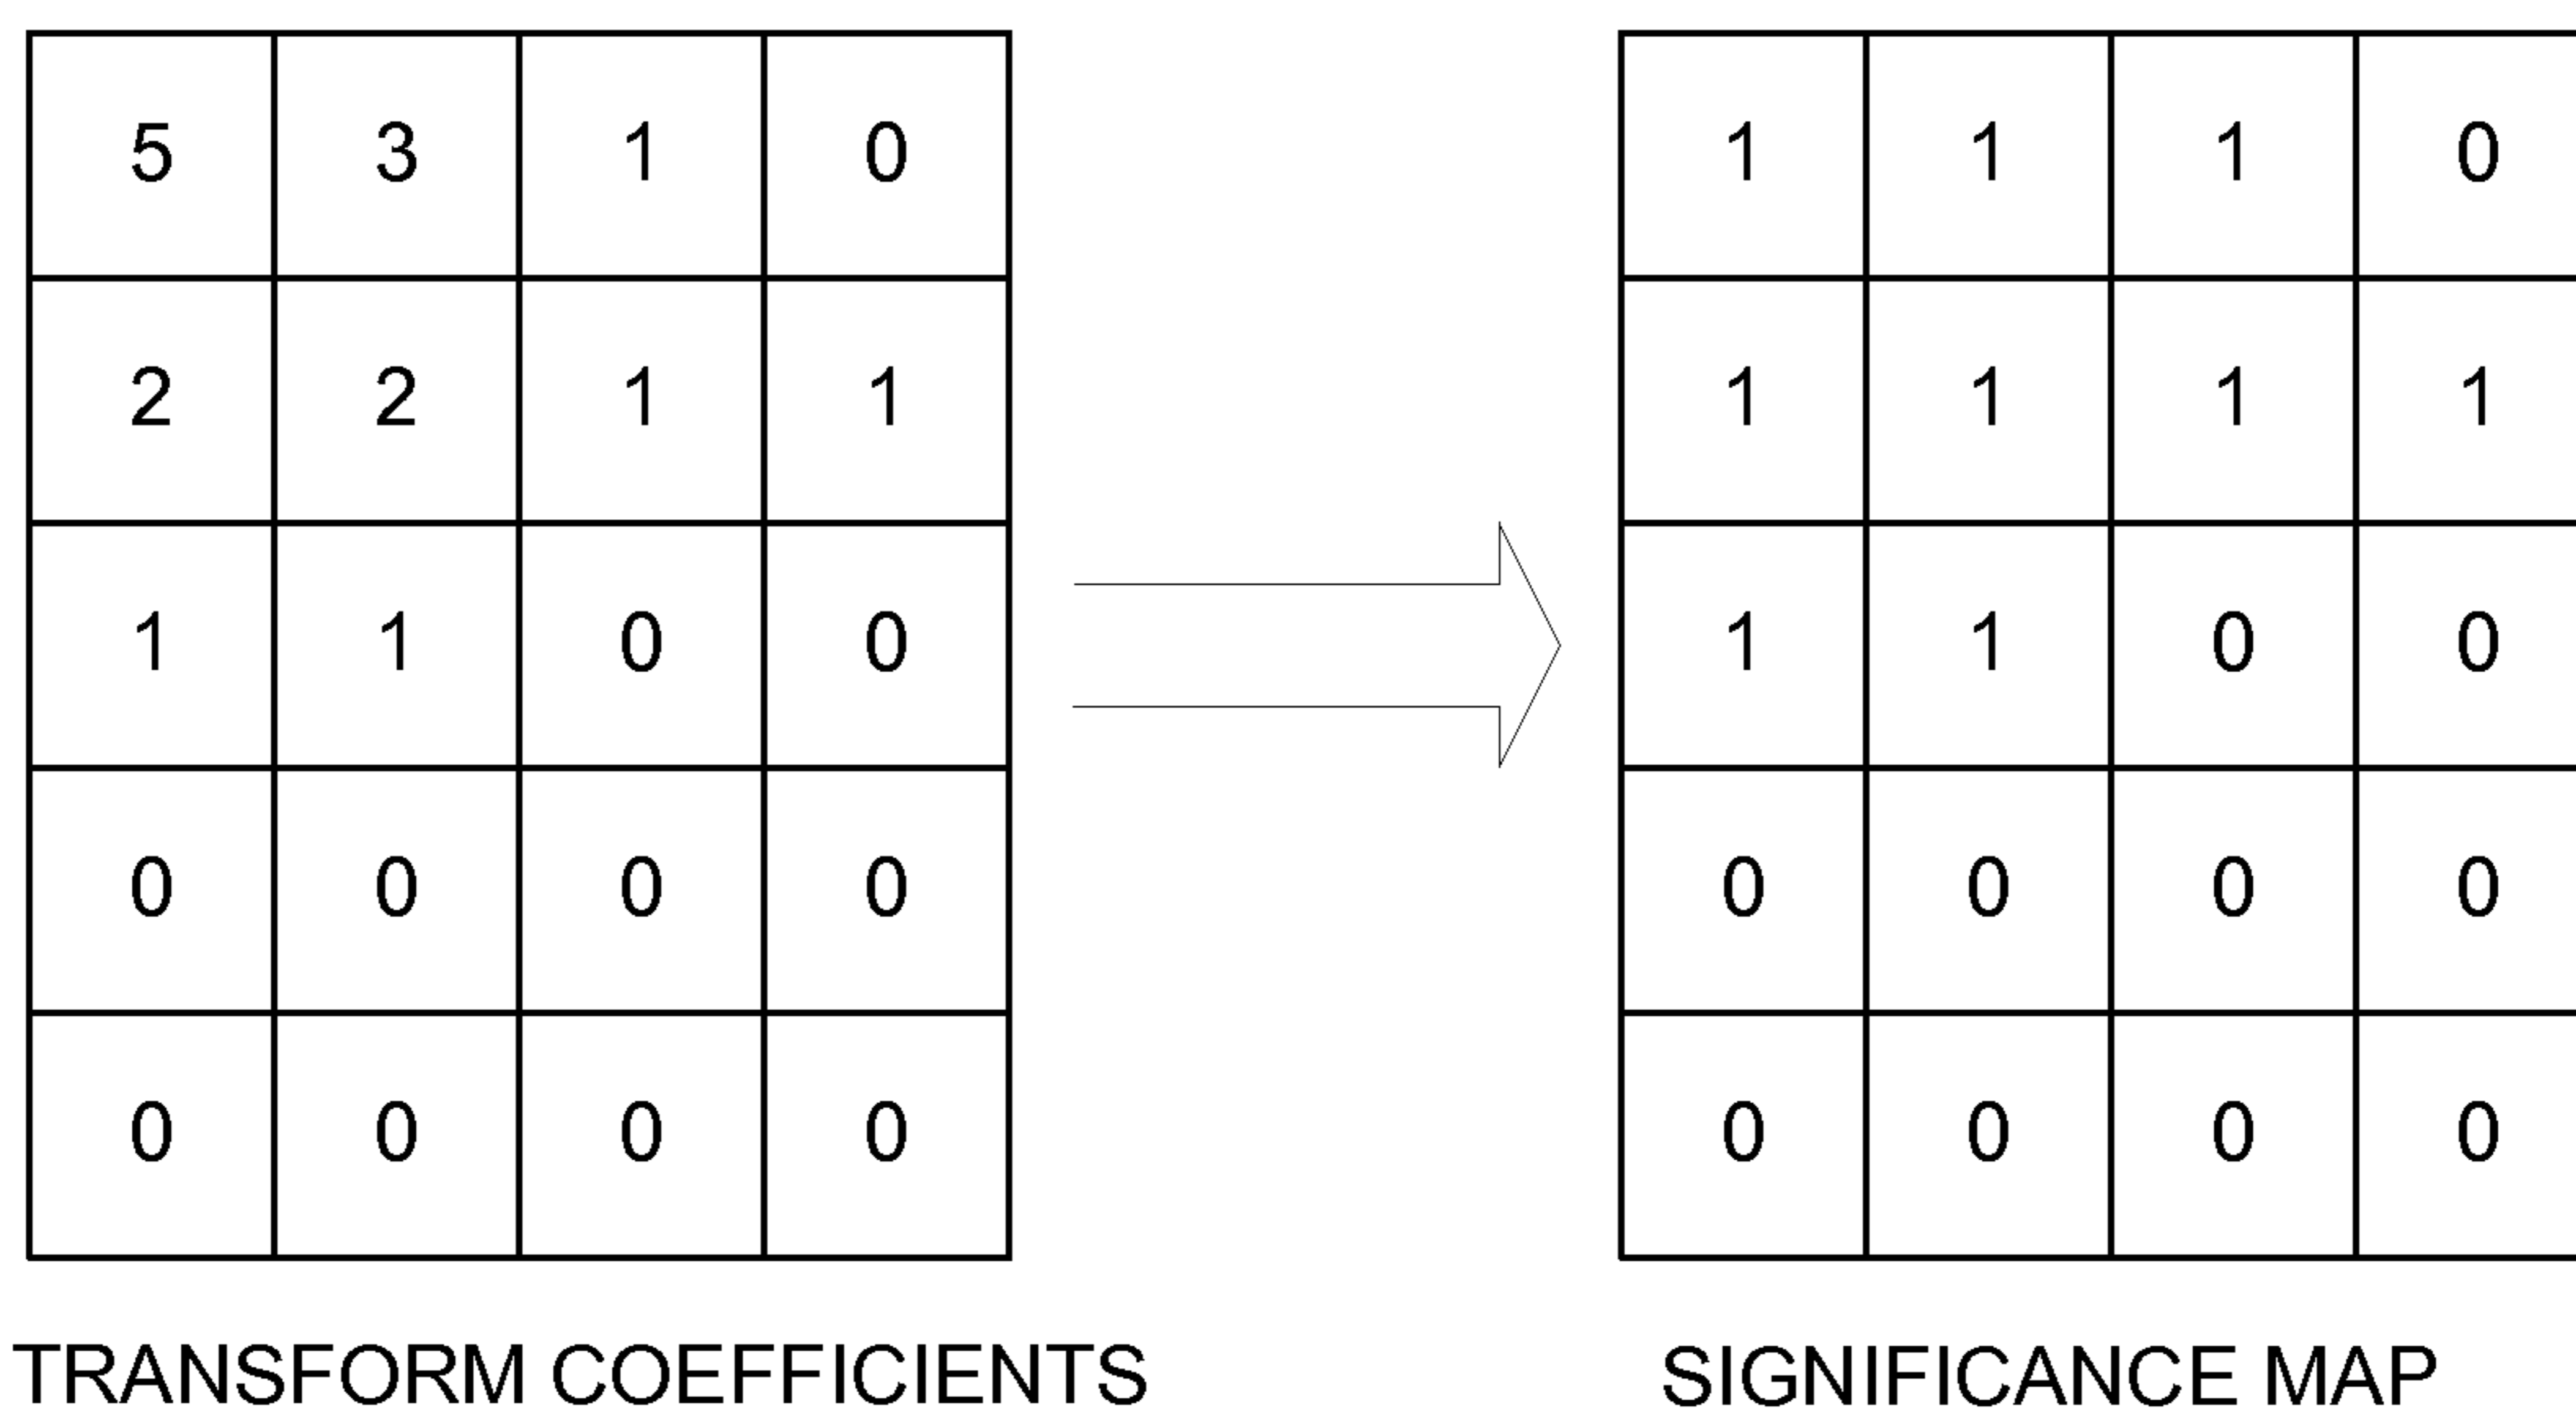 5 3 1 0 1 1 1 0
2 2 1 1 1 1 1 1
1 1 0 0 1 1 0 0
0 0 0 0 0 0 0 0
0 0 0 0 0 0 0 0
TRANSFORM COEFFICIENTS SIGNIFICANCE MAP